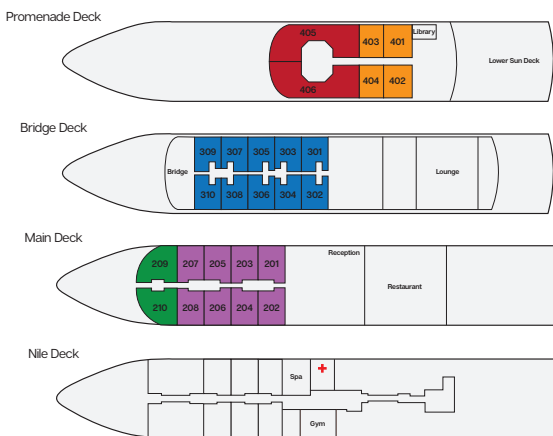 Promenade Deck
405
403 401
Library
406
404 402
Lower Sun Deck
Bridge Deck
309 307 305 303 301
Bridge
310 308 306 304 302
Lounge
Main Deck
209 207 205 203 201
Reception
Restaurant
210 208 206 204 202
Nile Deck
Spa
Gym